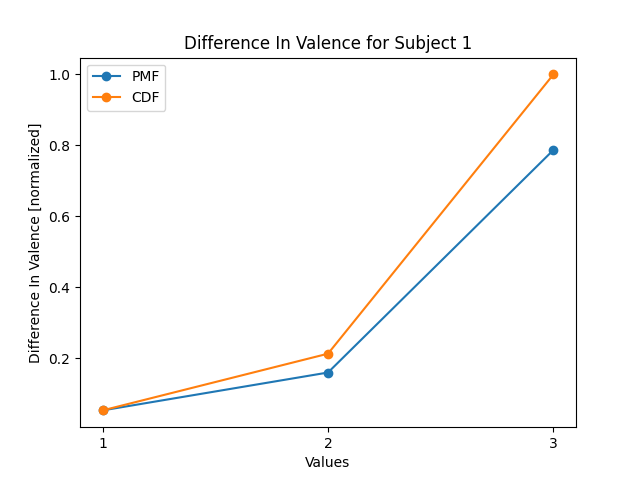 Difference In Valence for Subject 1
PMF
CDF
1.0
0.8
0.6
0.4
0.2
Difference In Valence [normalized]
1 2 3
Values